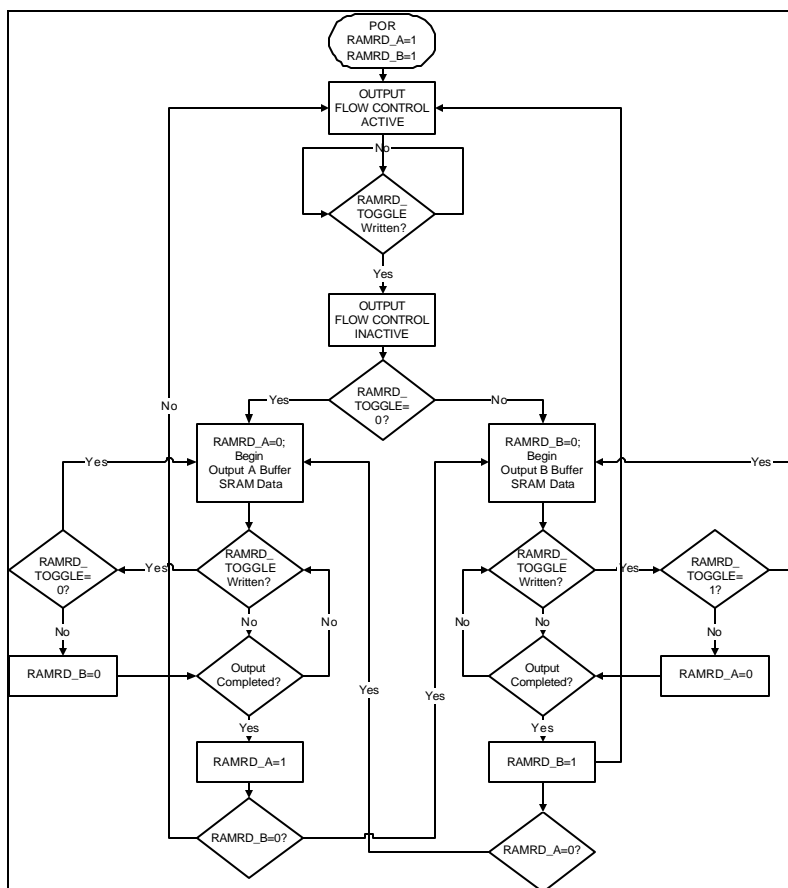 POR
RAMRD_A=1
RAMRD_B=1
OUTPUT
FLOW CONTROL
ACTIVE
No
RAMRD_
TOGGLE
Written?
Yes
OUTPUT
FLOW CONTROL
INACTIVE
RAMRD_
TOGGLE=
0?
Yes
No
No
RAMRD_A=0;
Begin
Output A Buffer
SRAM Data
RAMRD_B=0;
Begin
Output B Buffer
SRAM Data
Yes
Yes
Yes
RAMRD_
TOGGLE=
0?
Yes
RAMRD_
TOGGLE
Written?
RAMRD_
TOGGLE
Written?
Yes
RAMRD_
TOGGLE=
1?
No
No
No
No
No
No
RAMRD_B=0
Output
Completed?
Output
Completed?
RAMRD_A=0
Yes
Yes
Yes
Yes
RAMRD_A=1
RAMRD_B=1
RAMRD_B=0?
RAMRD_A=0?